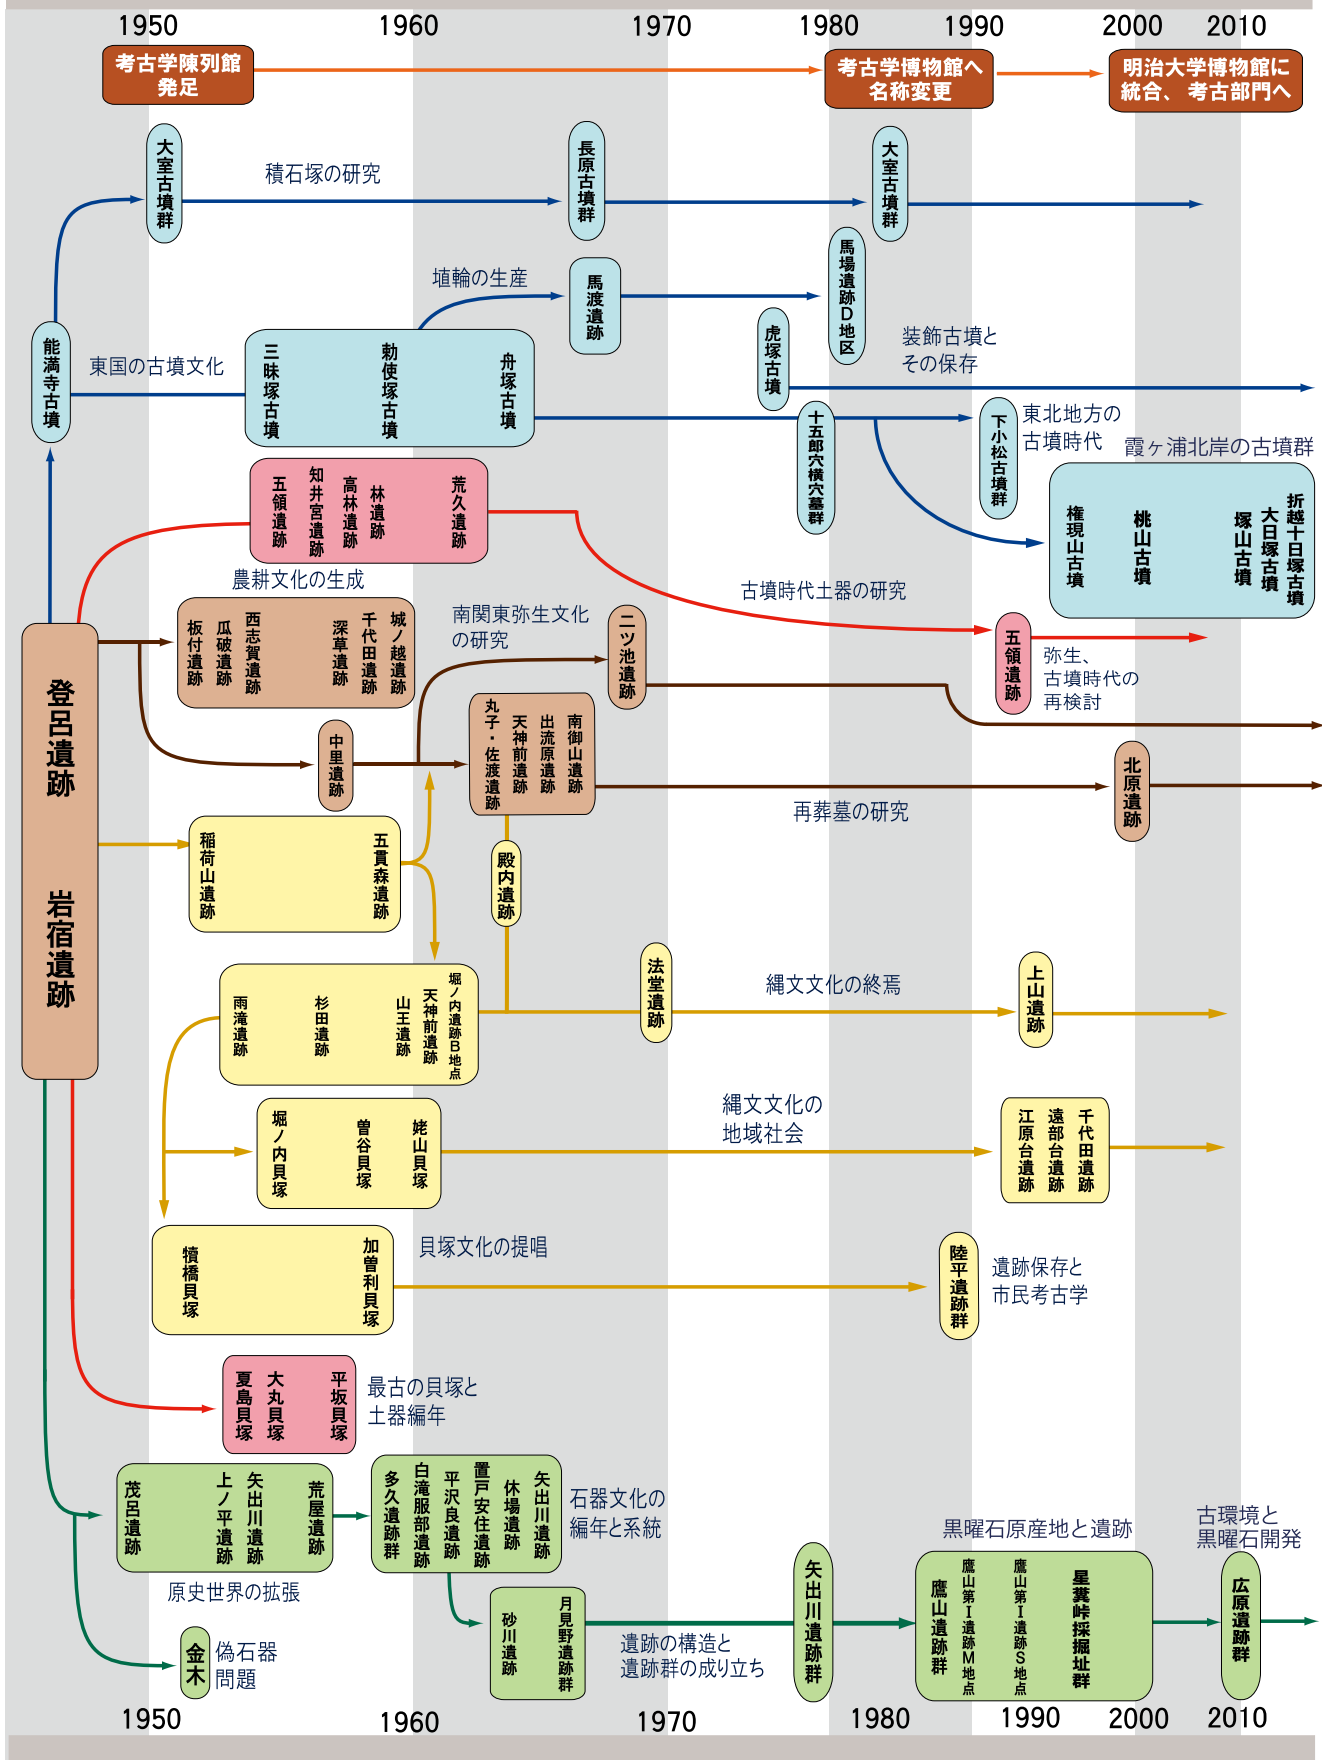 1950 1960 1970 1980 1990 2000 2010
考古学陳列館
発足
考古学博物館へ
名称変更
明治大学博物館に
統合、考古部門へ
大室古墳群
積石塚の研究
長原古墳群
大室古墳群
埴輪の生産
馬渡遺跡
馬場遺跡D地区
能満寺古墳
東国の古墳文化
三昧塚古墳
勅使塚古墳
舟塚古墳
虎塚古墳
装飾古墳と
その保存
十五郎穴横穴墓群
下小松古墳群
東北地方の
古墳時代
霞ヶ浦北岸の古墳群
権現山古墳
桃山古墳
塚山古墳
大日塚古墳
折越十日塚古墳
五領遺跡
知井宮遺跡
高林遺跡
林遺跡
荒久遺跡
古墳時代土器の研究
五領遺跡
弥生、
古墳時代の
再検討
農耕文化の生成
板付遺跡
瓜破遺跡
西志賀遺跡
深草遺跡
千代田遺跡
城ノ越遺跡
南関東弥生文化
の研究
二ツ池遺跡
登呂遺跡
岩宿遺跡
中里遺跡
丸子・佐渡遺跡
天神前遺跡
出流原遺跡
南御山遺跡
再葬墓の研究
北原遺跡
稲荷山遺跡
五貫森遺跡
殿内遺跡
雨滝遺跡
杉田遺跡
山王遺跡
天神前遺跡
堀ノ内遺跡B地点
法堂遺跡
縄文文化の終焉
上山遺跡
堀ノ内貝塚
曽谷貝塚
姥山貝塚
縄文文化の
地域社会
江原台遺跡
遠部台遺跡
千代田遺跡
犢橋貝塚
加曽利貝塚
貝塚文化の提唱
陸平遺跡群
遺跡保存と
市民考古学
夏島貝塚
大丸貝塚
平坂貝塚
最古の貝塚と
土器編年
茂呂遺跡
上ノ平遺跡
矢出川遺跡
荒屋遺跡
原史世界の拡張
多久遺跡群
白滝服部遺跡
平沢良遺跡
置戸安住遺跡
休場遺跡
矢出川遺跡
石器文化の
編年と系統
金木
偽石器
問題
砂川遺跡
月見野遺跡群
遺跡の構造と
遺跡群の成り立ち
矢出川遺跡群
黒曜石原産地と遺跡
鷹山遺跡群
鷹山第I遺跡M地点
鷹山第I遺跡S地点
星糞峠採掘址群
古環境と
黒曜石開発
広原遺跡群
1950 1960 1970 1980 1990 2000 2010